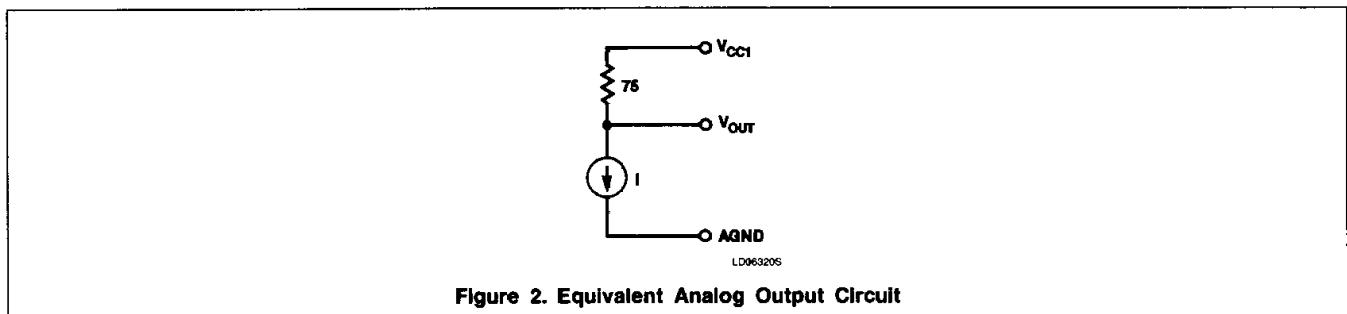 VCC1
75
VOUT
I
AGND
LD06320S
Figure 2. Equivalent Analog Output Circuit